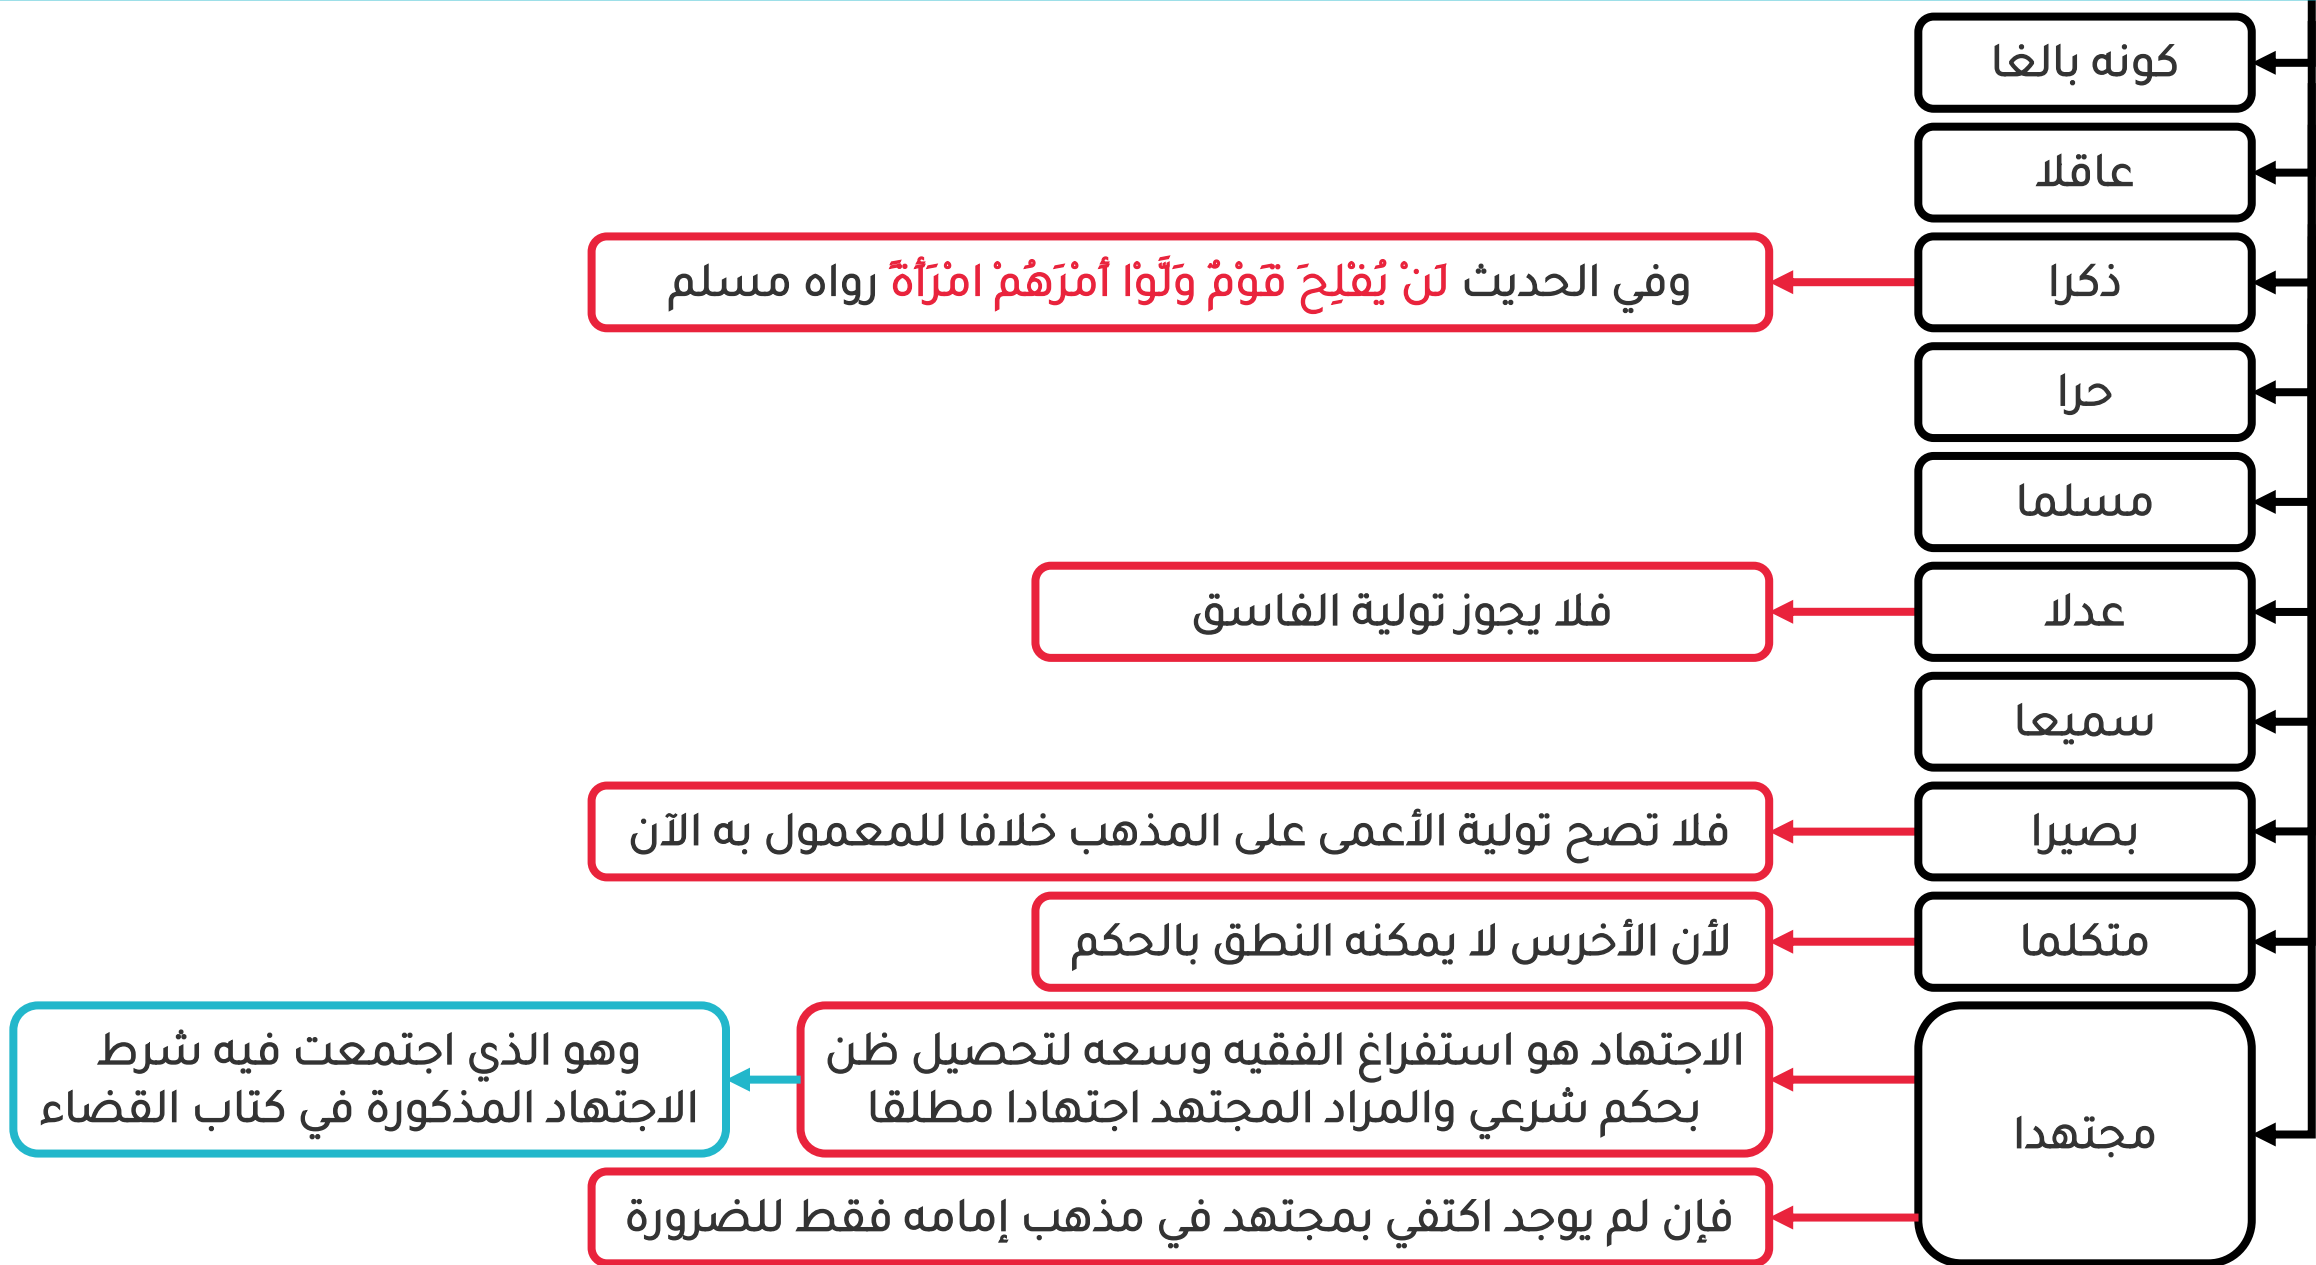 كونه بالغا
عاقلا
ذكرا
وفي الحديث لَنْ يُفْلِحَ قَوْمٌ وَلَّوْا أَمْرَهُمْ امْرَأَةً رواه مسلم
حرا
مسلما
عدلا
فلا يجوز تولية الفاسق
سميعا
بصيرا
فلا تصح تولية الأعمى على المذهب خلافا للمعمول به الآن
متكلما
لأن الأخرس لا يمكنه النطق بالحكم
مجتهدا
الاجتهاد هو استفراغ الفقيه وسعه لتحصيل ظن
بحكم شرعي والمراد المجتهد اجتهادا مطلقا
وهو الذي اجتمعت فيه شرط
الاجتهاد المذكورة في كتاب القضاء
فإن لم يوجد اكتفي بمجتهد في مذهب إمامه فقط للضرورة